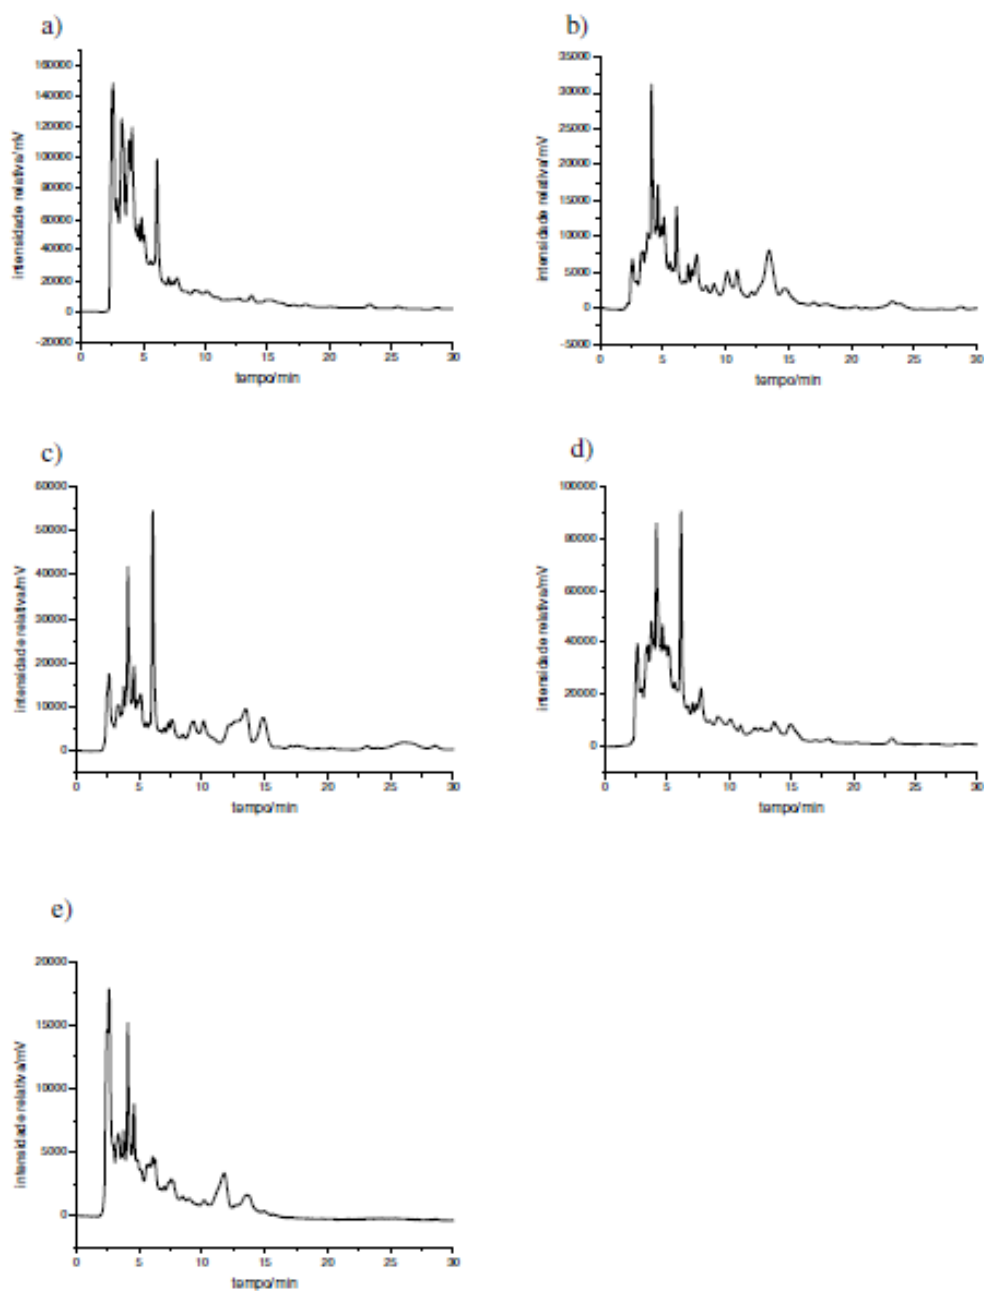 a)
160000
140000
120000
100000
80000
60000
40000
20000
0
-20000
intensidade relativa/mV
0 5 10 15 20 25 30
tempo/min
b)
35000
30000
25000
20000
15000
10000
5000
0
-5000
intensidade relativa/mV
0 5 10 15 20 25 30
tempo/min
c)
60000
50000
40000
30000
20000
10000
0
intensidade relativa/mV
0 5 10 15 20 25 30
tempo/min
d)
100000
80000
60000
40000
20000
0
intensidade relativa/mV
0 5 10 15 20 25 30
tempo/min
e)
20000
15000
10000
5000
0
intensidade relativa/mV
0 5 10 15 20 25 30
tempo/min